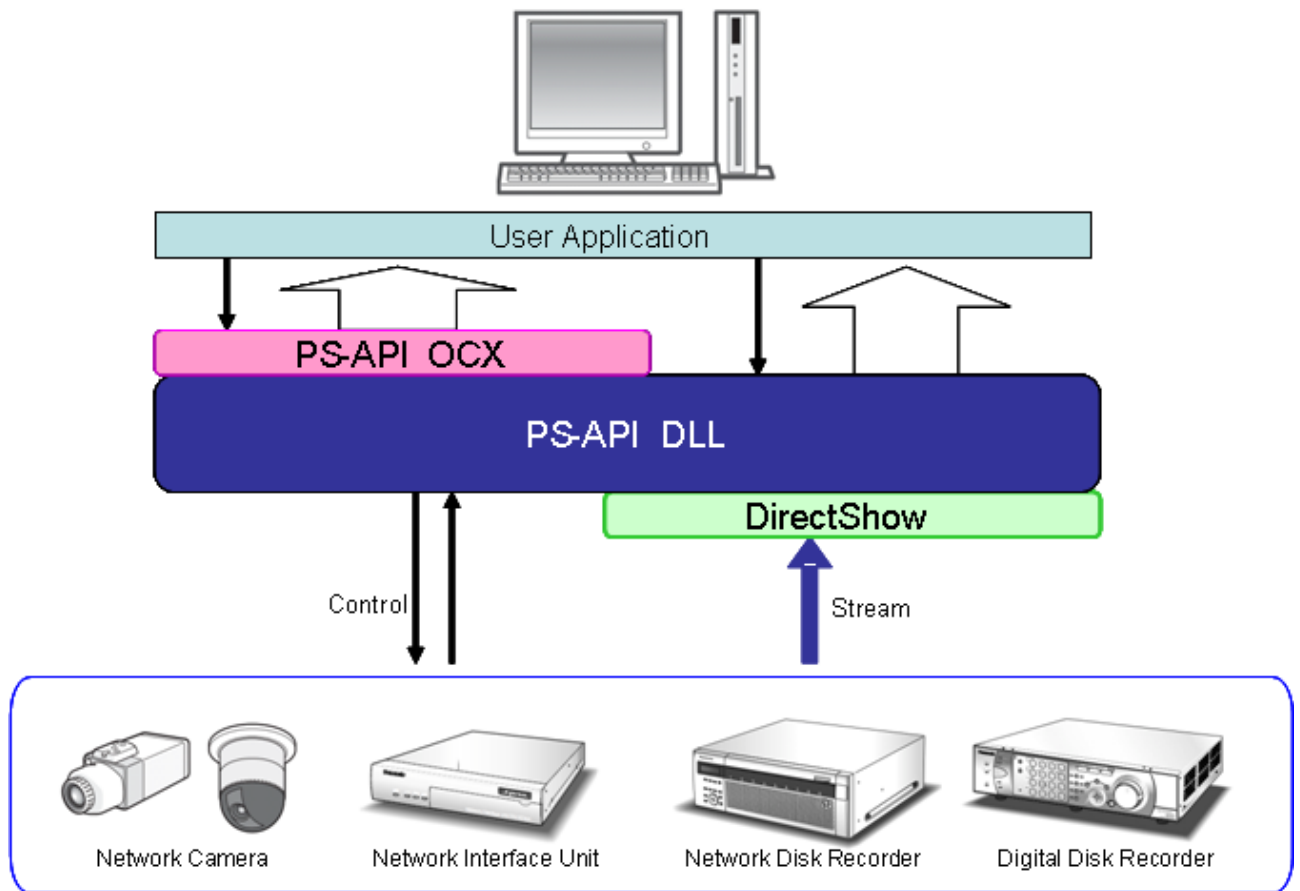 User Application
PS-API OCX
PS-API DLL
DirectShow
Control
Stream
Network Camera
Network Interface Unit
Network Disk Recorder
Digital Disk Recorder